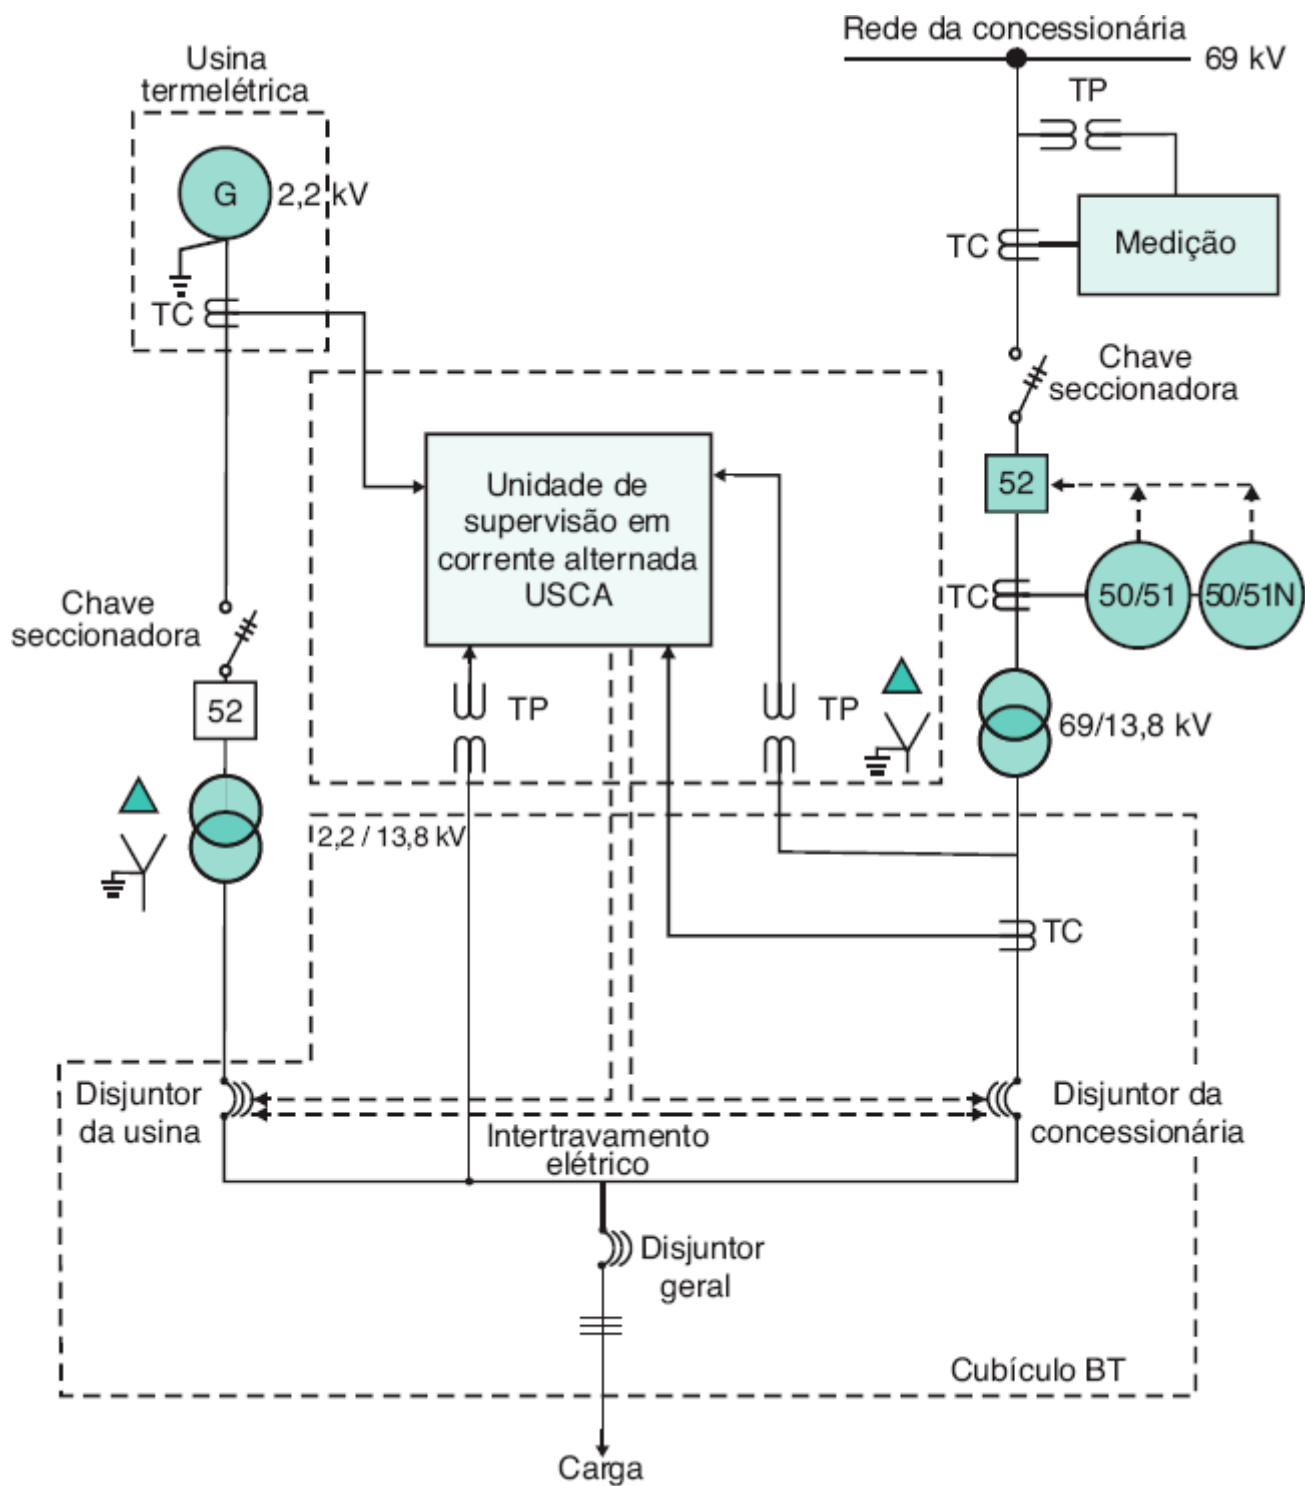 Rede da concessionária
69 kV
Usina
termelétrica
TP
G
2,2 kV
TC
Medição
TC
Chave
seccionadora
52
Unidade de
supervisão em
corrente alternada
USCA
TC
50/51
50/51N
Chave
seccionadora
52
TP
TP
69/13,8 kV
2,2 / 13,8 kV
TC
Disjuntor
da usina
Disjuntor da
concessionária
Intertravamento
elétrico
Disjuntor
geral
Cubículo BT
Carga